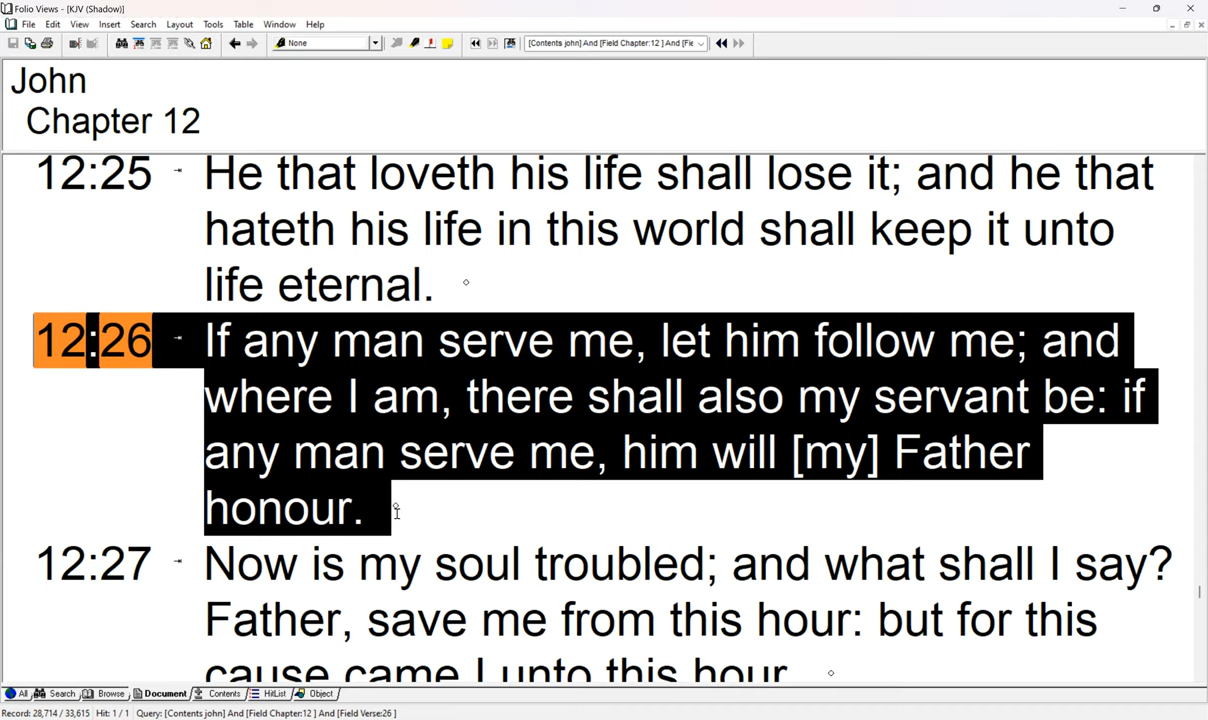 Folio Views - [KJV (Shadow)]
File Edit View Insert Search Layout Tools Table Window Help
None [Contents john] And [Field Chapter:12 ] And [Fie
John
Chapter 12
12:25 He that loveth his life shall lose it; and he that
hateth his life in this world shall keep it unto
life eternal.
12:26 If any man serve me, let him follow me; and
where I am, there shall also my servant be: if
any man serve me, him will [my] Father
honour.
12:27 Now is my soul troubled; and what shall I say?
Father, save me from this hour: but for this
cause came I unto this hour.
All Search Browse Document Contents HitList Object
Record: 28,714 / 33,615 Hit: 1 / 1 Query: [Contents john] And [Field Chapter:12 ] And [Field Verse:26 ]